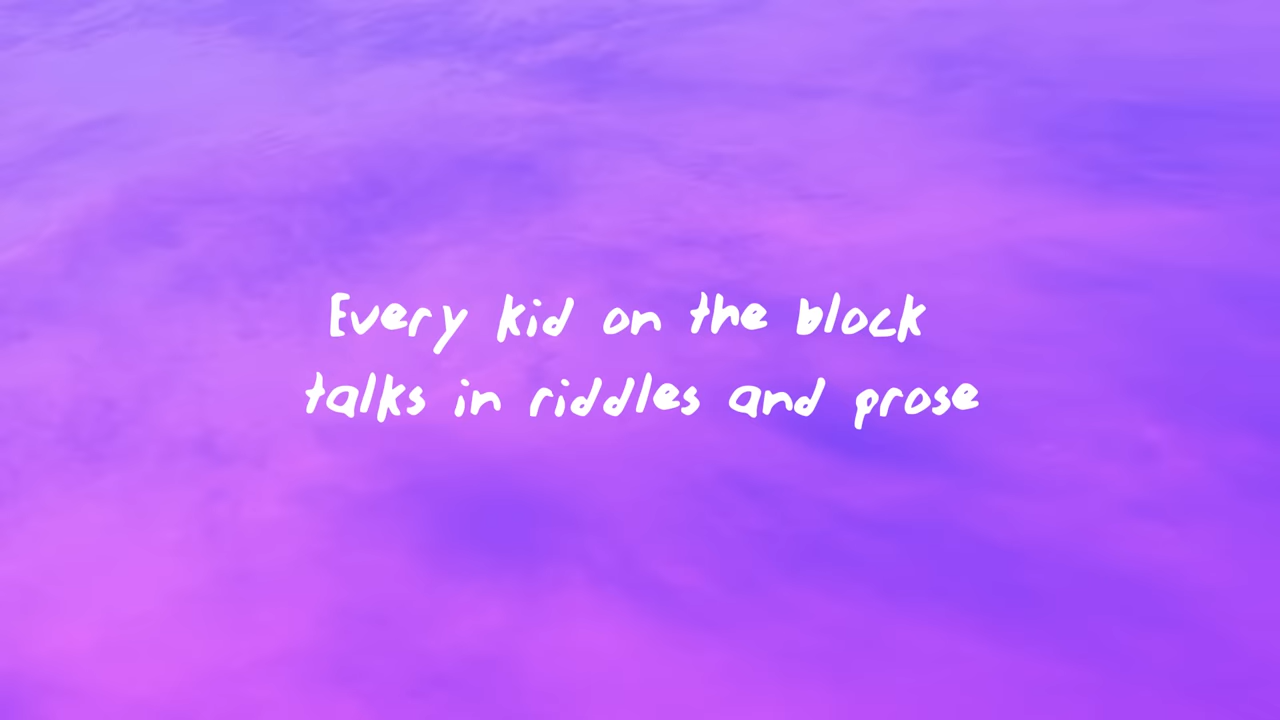 Every kid on the block
talks in riddles and prose